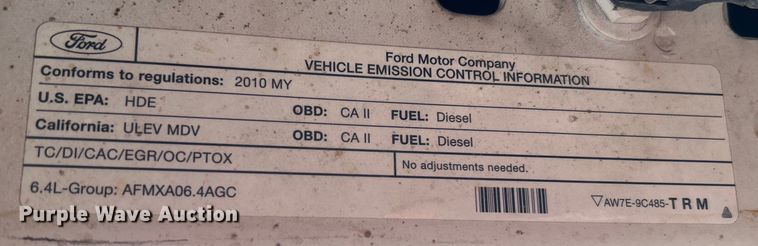 Ford
Ford Motor Company
VEHICLE EMISSION CONTROL INFORMATION
Conforms to regulations: 2010 MY
U.S. EPA: HDE OBD: CA II FUEL: Diesel
California: ULEV MDV OBD: CA II FUEL: Diesel
TC/DI/CAC/EGR/OC/PTOX No adjustments needed.
6.4L-Group: AFMXA06.4AGC ▽AW7E-9C485-TRM
Purple Wave Auction